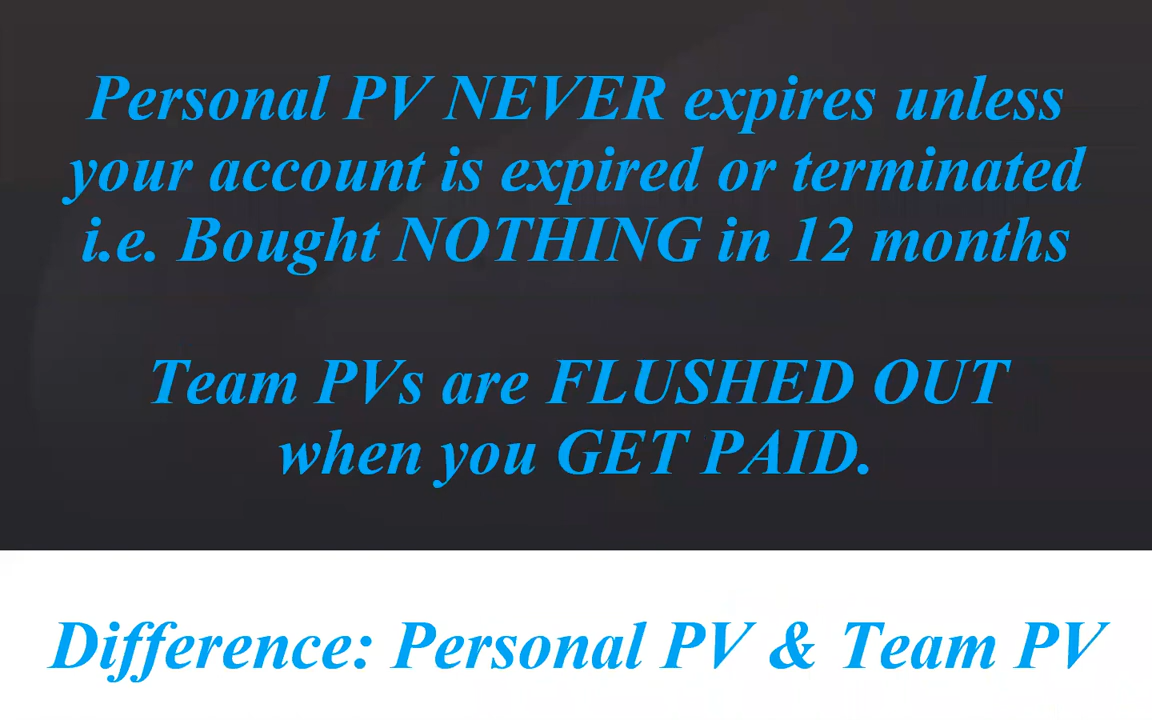 Personal PV NEVER expires unless
your account is expired or terminated
i.e. Bought NOTHING in 12 months
Team PVs are FLUSHED OUT
when you GET PAID.
Difference: Personal PV & Team PV